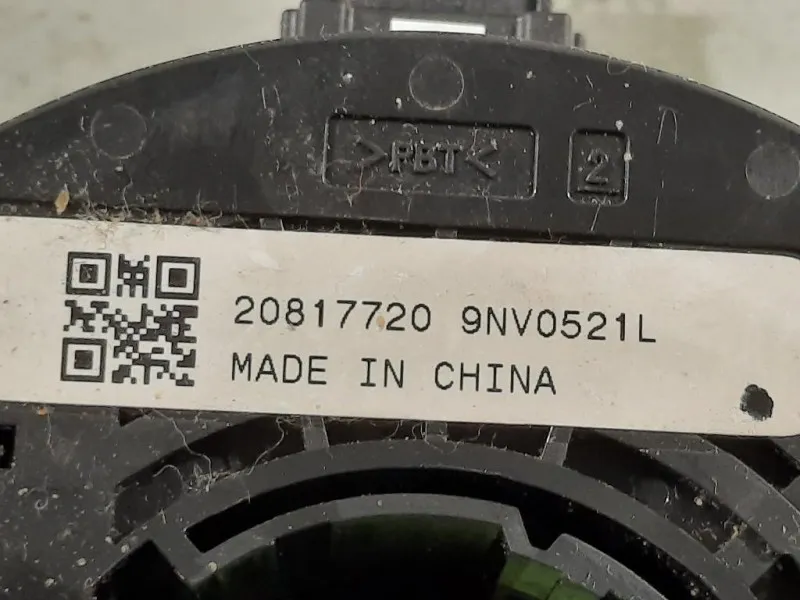 >PBT<
2
20817720 9NV0521L
MADE IN CHINA